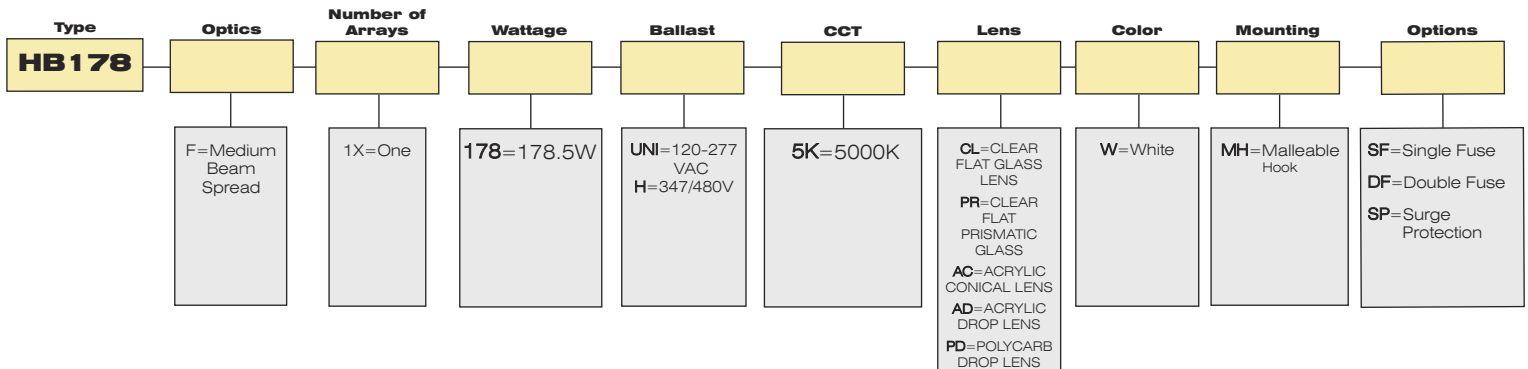 Type
Optics
Number of
Arrays
Wattage
Ballast
CCT
Lens
Color
Mounting
Options
HB178
F=Medium
Beam
Spread
1X=One
178=178.5W
UNI=120-277
VAC
H=347/480V
5K=5000K
CL=CLEAR
FLAT GLASS
LENS
PR=CLEAR
FLAT
PRISMATIC
GLASS
AC=ACRYLIC
CONICAL LENS
AD=ACRYLIC
DROP LENS
PD=POLYCARB
DROP LENS
W=White
MH=Malleable
Hook
SF=Single Fuse
DF=Double Fuse
SP=Surge
Protection